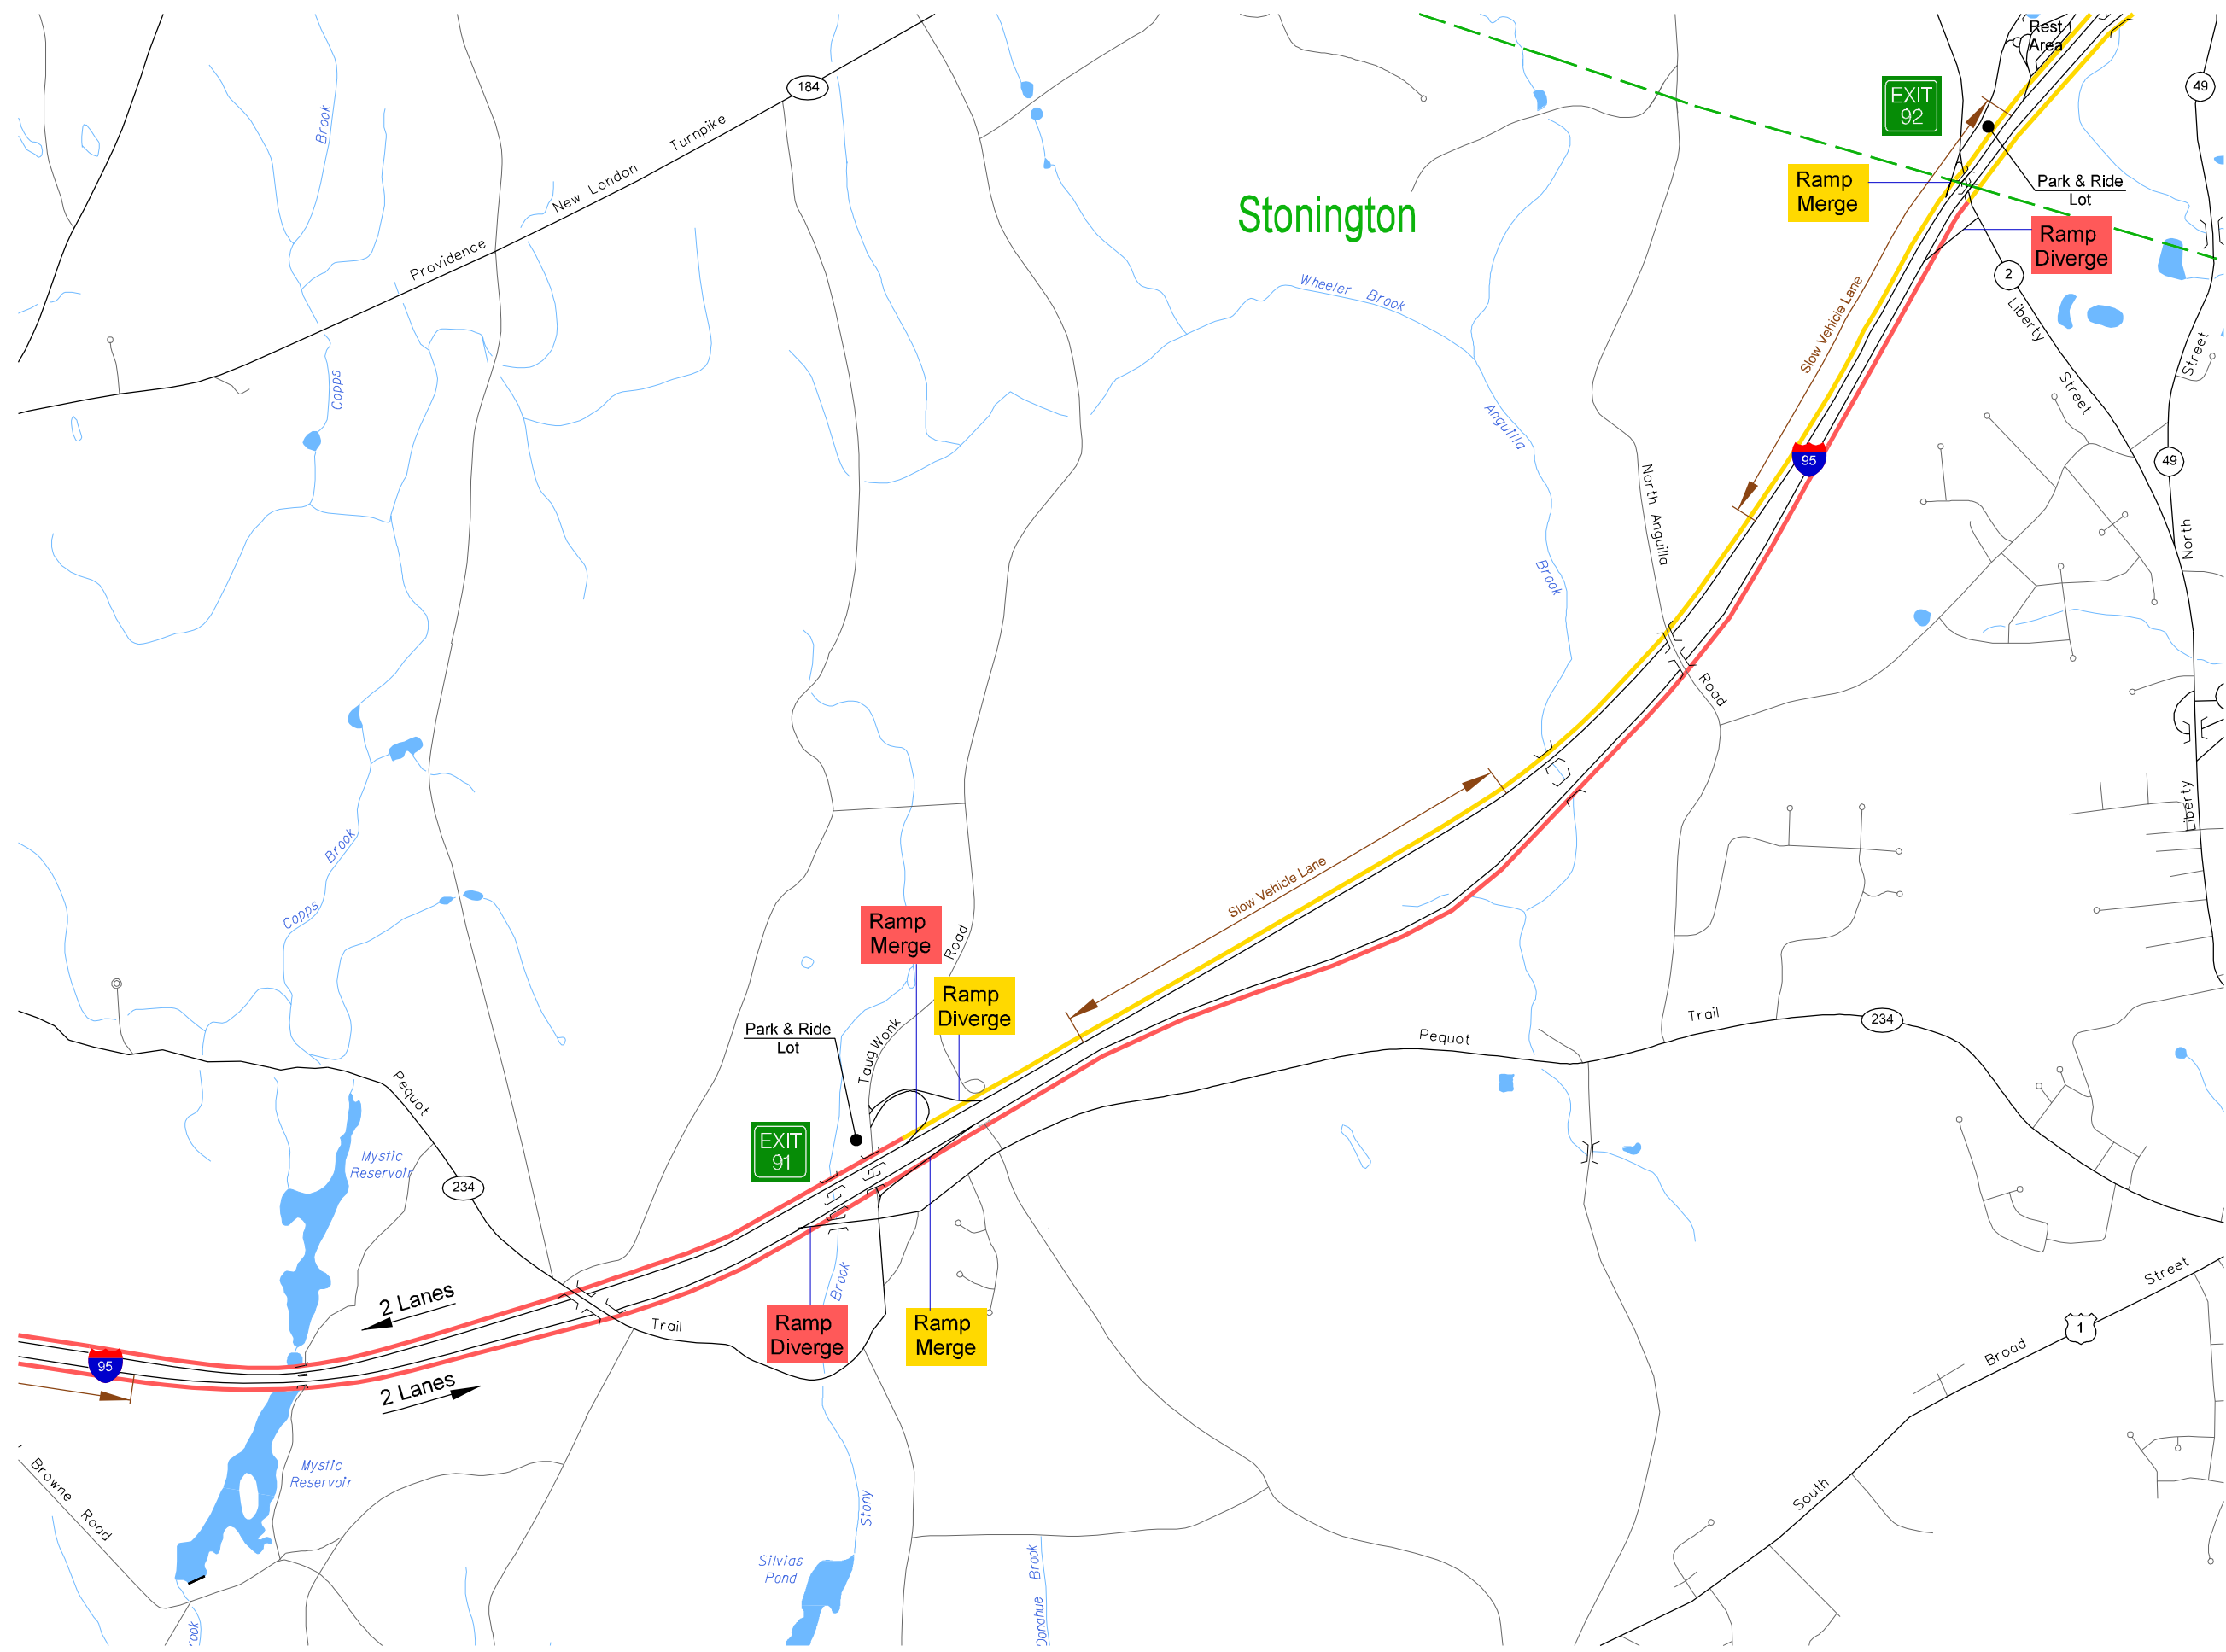 Rest
Area
184
49
EXIT
92
Brook
New London Turnpike
Ramp
Merge
Park & Ride
Lot
Stonington
Ramp
Diverge
Providence
2
Wheeler Brook
Slow Vehicle Lane
Liberty
Street
Street
Copps
Anguilla
95
49
North Anguilla
North
Brook
Road
Liberty
Brook
Slow Vehicle Lane
Copps
Ramp
Merge
Road
Ramp
Diverge
Park & Ride
Lot
Taug Wonk
Trail
234
Pequot
Pequot
EXIT
91
Mystic
Reservoir
234
Brook
2 Lanes
Trail
Ramp
Diverge
Ramp
Merge
Street
1
Broad
95
2 Lanes
Mystic
Reservoir
Browne Road
Stony
South
Silvias
Pond
Donahue Brook
rook